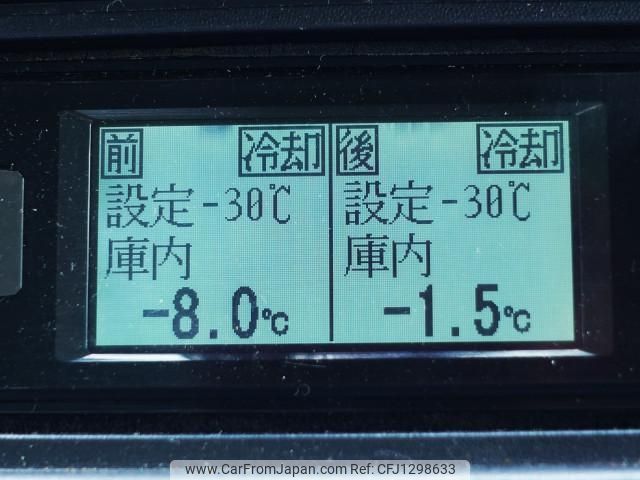 前 冷却
設定-30℃
庫内
-8.0℃
後 冷却
設定-30℃
庫内
-1.5℃
www.CarFromJapan.com CFJ1298633